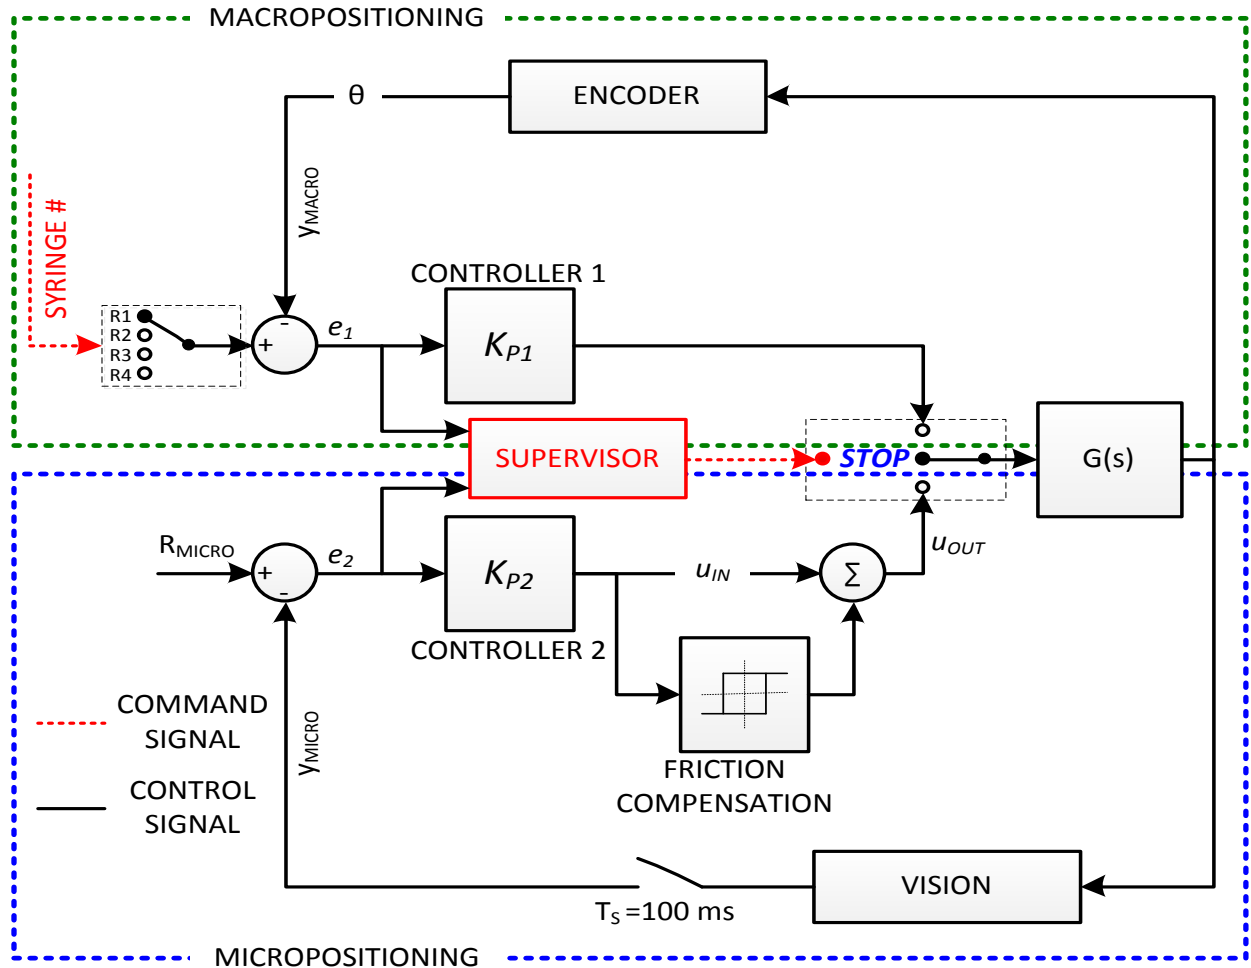 MACROPOSITIONING
θ
ENCODER
yMACRO
SYRINGE #
CONTROLLER 1
R1
R2
R3
R4
-
+
e1
KP1
SUPERVISOR
STOP
G(s)
RMICRO
+
-
e2
KP2
uIN
Σ
uOUT
CONTROLLER 2
yMICRO
COMMAND
SIGNAL
CONTROL
SIGNAL
FRICTION
COMPENSATION
VISION
TS =100 ms
MICROPOSITIONING